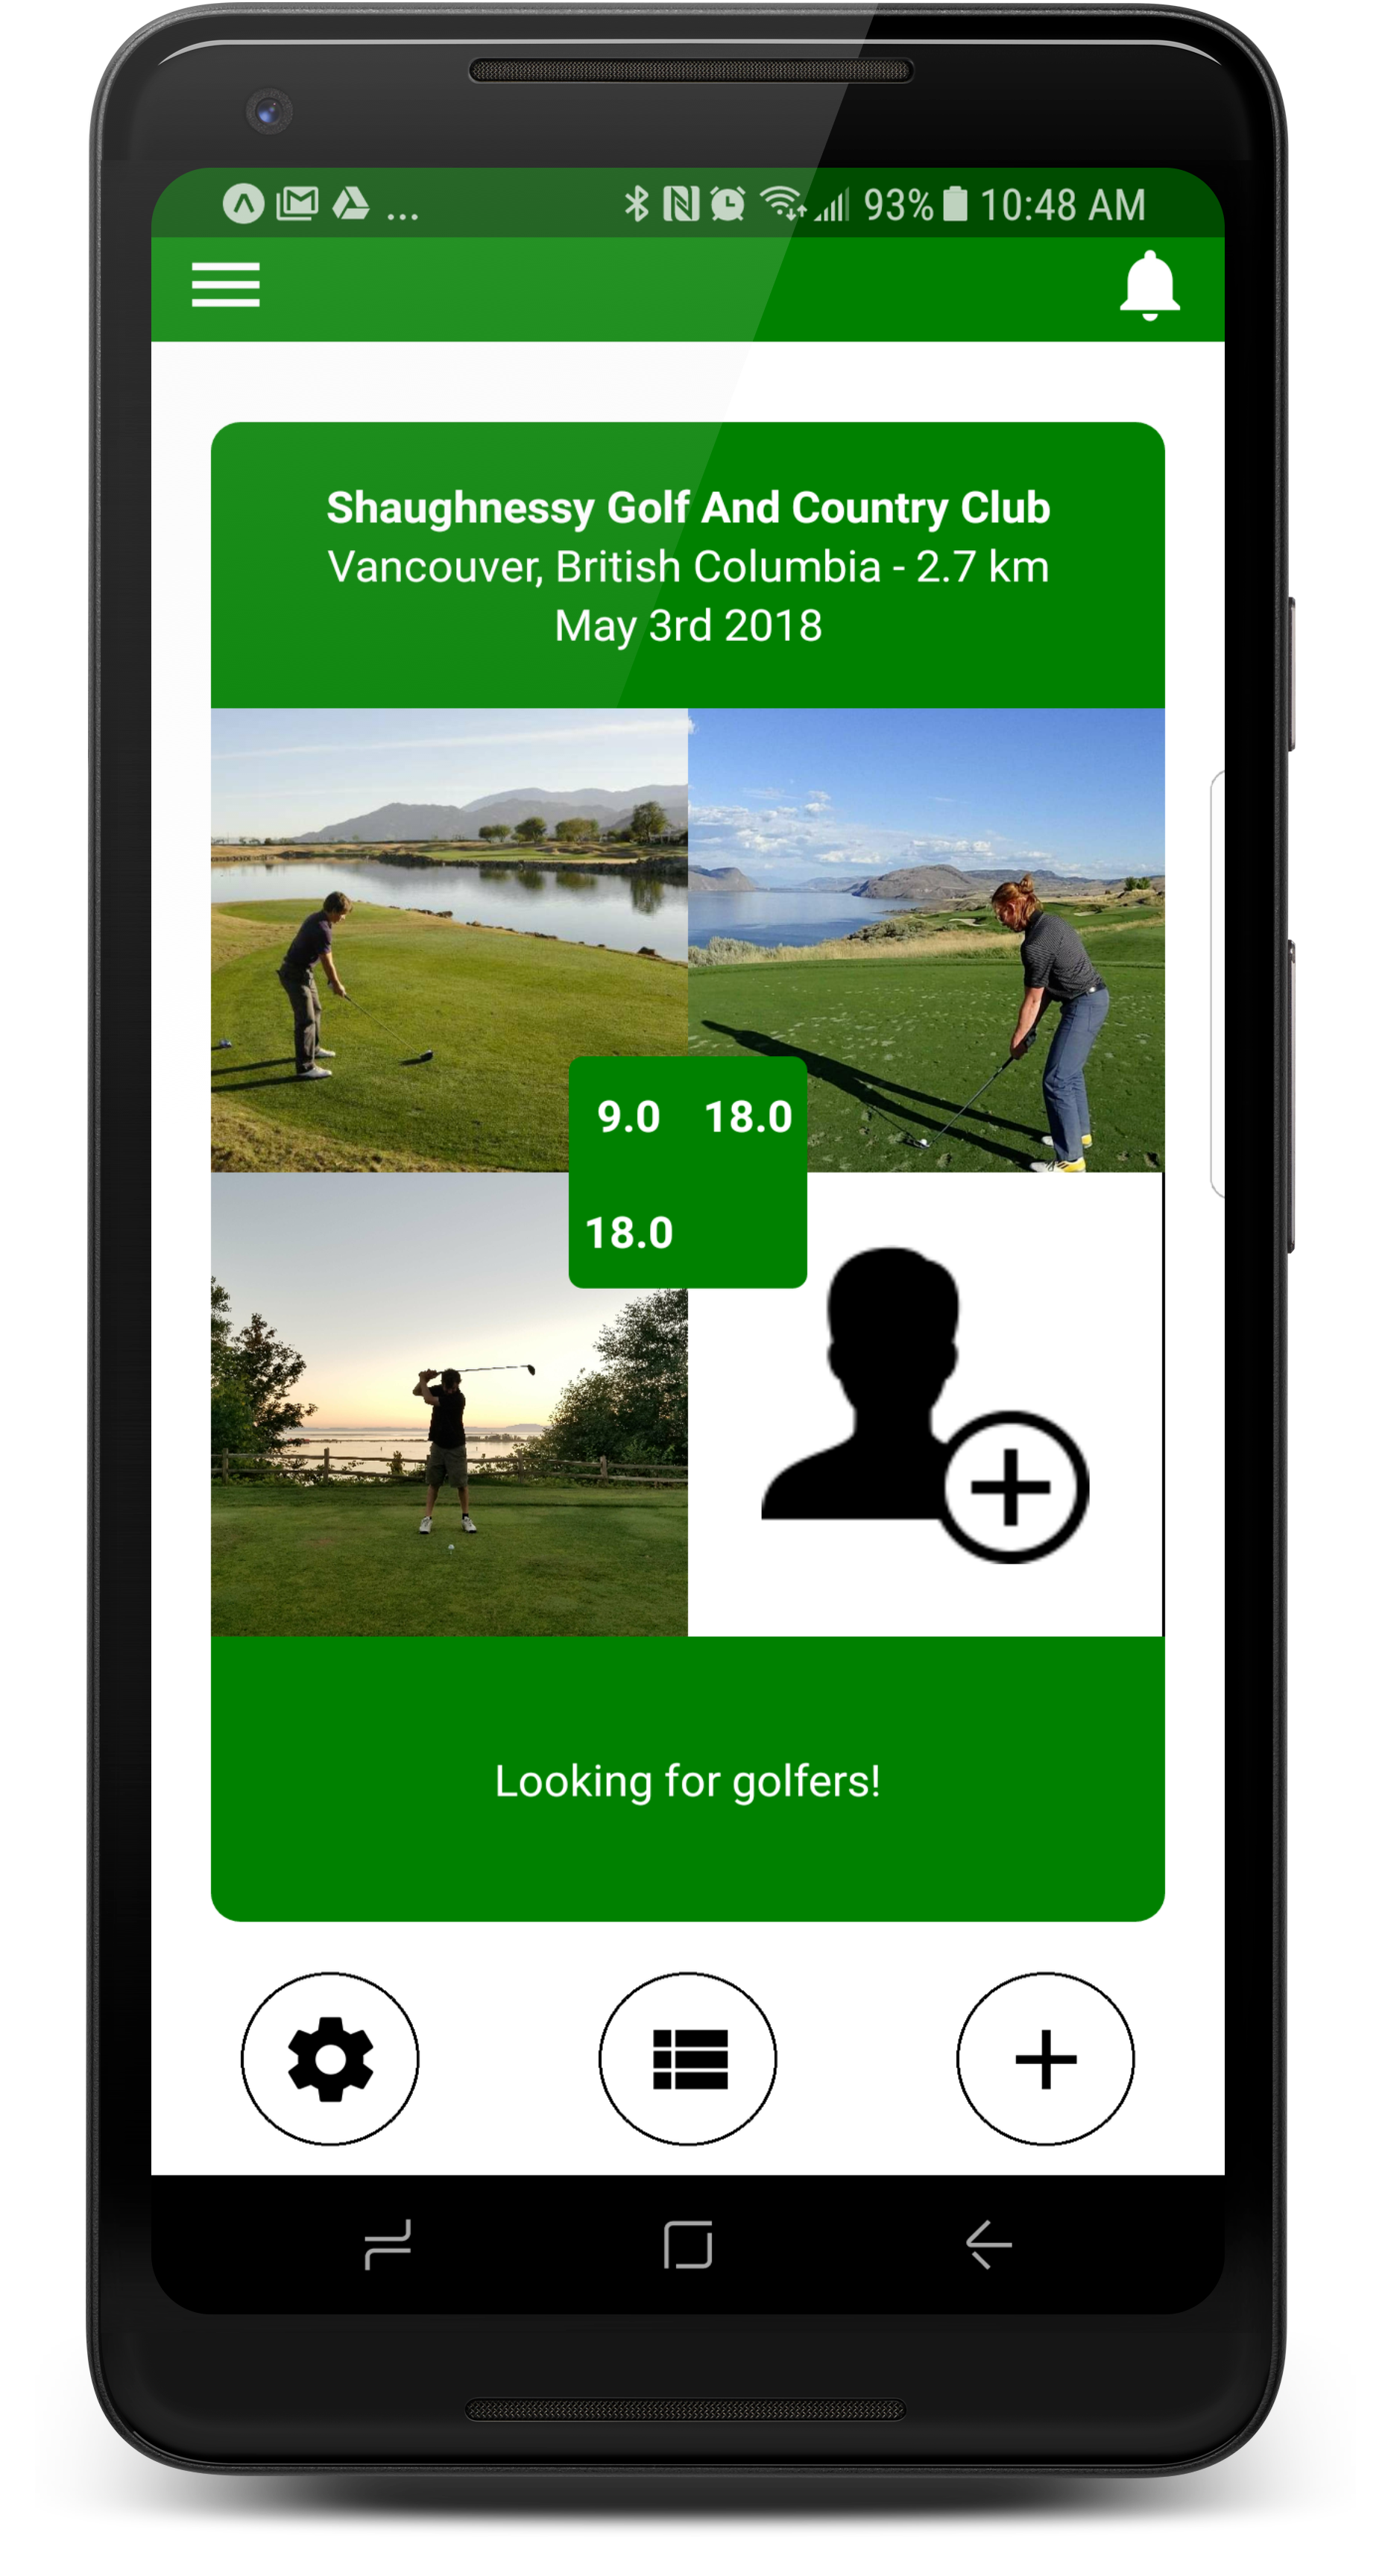 ... 93% 10:48 AM
Shaughnessy Golf And Country Club
Vancouver, British Columbia - 2.7 km
May 3rd 2018
9.0 18.0
18.0
Looking for golfers!